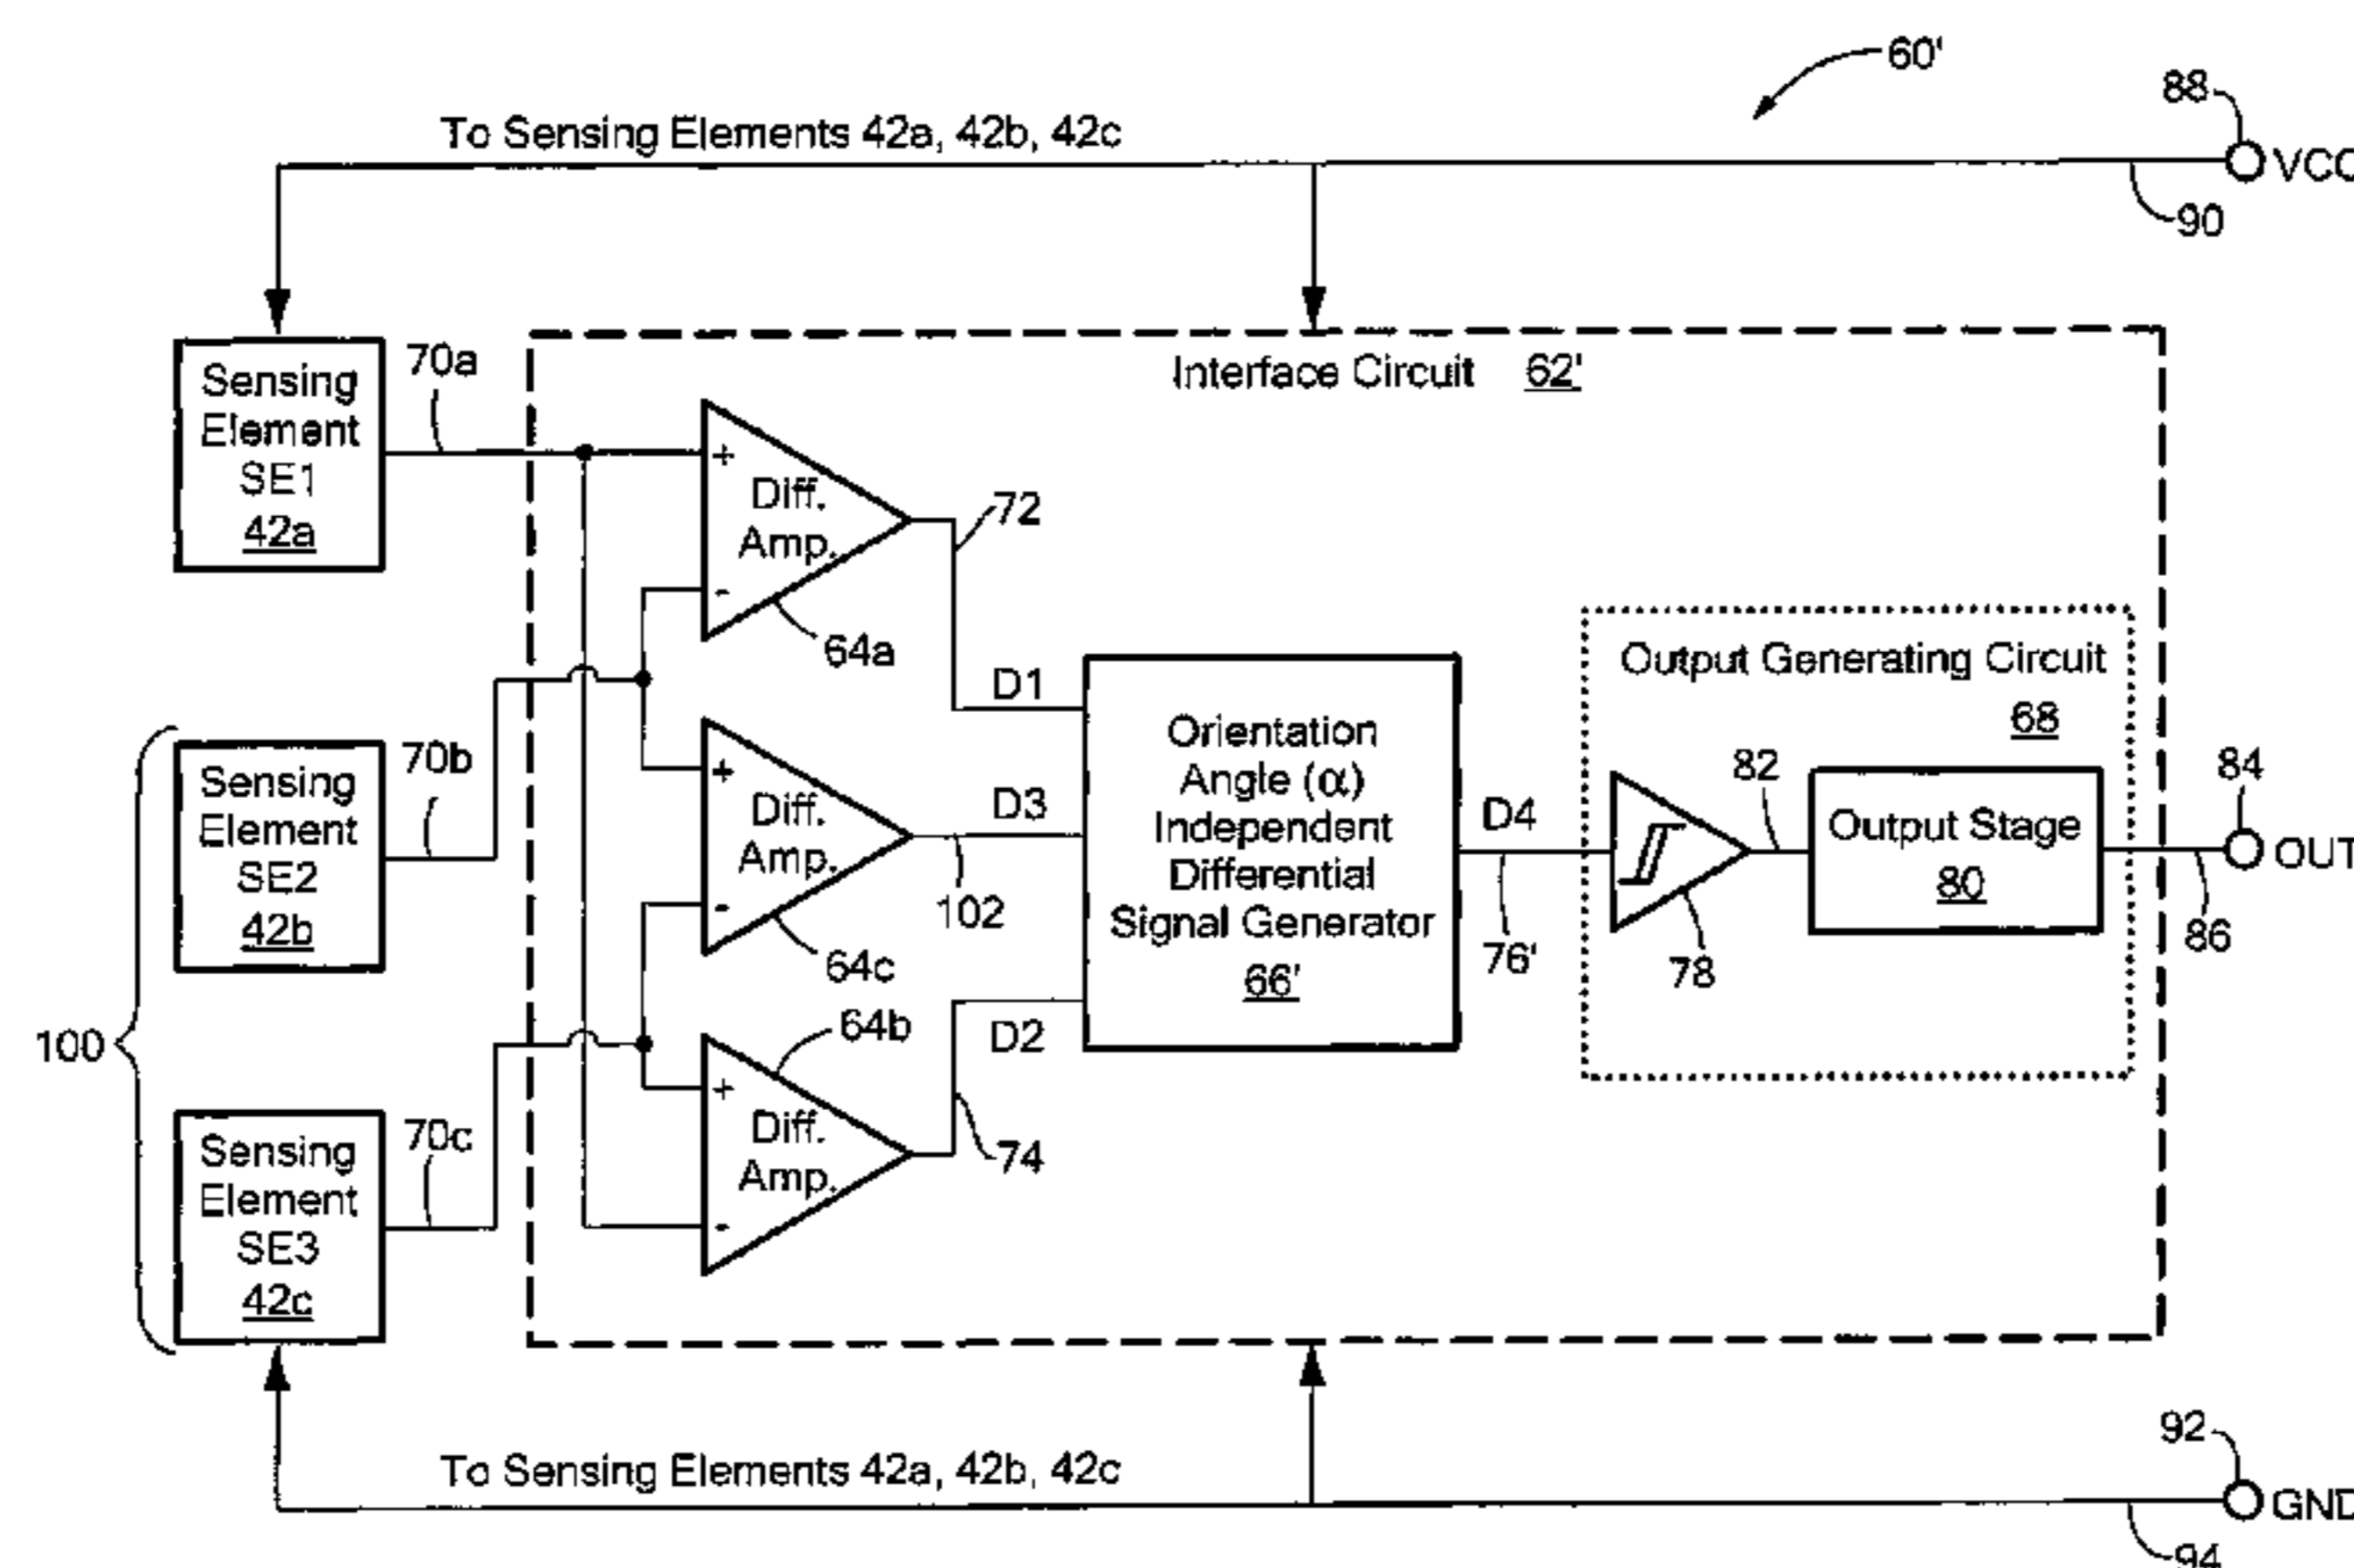 60'
88
To Sensing Elements 42a, 42b, 42c
VCC
90
Interface Circuit 62'
Sensing
Element
SE1
42a
70a
+
Diff.
Amp.
-
64a
72
D1
Sensing
Element
SE2
42b
70b
+
Diff.
Amp.
-
64c
D3
102
100
Sensing
Element
SE3
42c
70c
64b
+
Diff.
Amp.
-
D2
74
Orientation
Angle (α)
Independent
Differential
Signal Generator
66'
D4
76'
Output Generating Circuit
68
78
82
Output Stage
80
84
OUT
86
To Sensing Elements 42a, 42b, 42c
92
GND
94